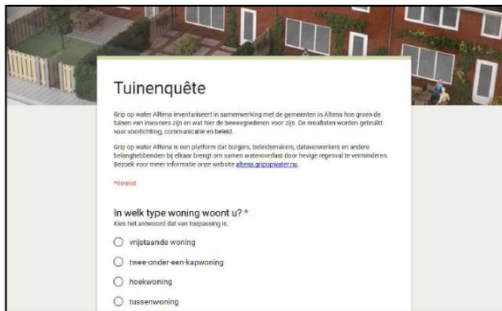 Tuinenquête
Grip op water Altena inventariseert in samenwerking met de gemeenten in Altena hoe groen de
tuinen van inwoners zijn en wat hier de beweegredenen voor zijn. De resultaten worden gebruikt
voor voorlichting, communicatie en beleid.
Grip op water Altena is een platform dat burgers, beleidsmakers, dataverwerkers en andere
belanghebbenden bij elkaar brengt om samen wateroverlast door hevige regenval te verminderen.
Bezoek voor meer informatie onze website altena.gripopwater.nu.
*Vereist
In welk type woning woont u? *
Kies het antwoord dat van toepassing is.
vrijstaande woning
twee-onder-een-kapwoning
hoekwoning
tussenwoning